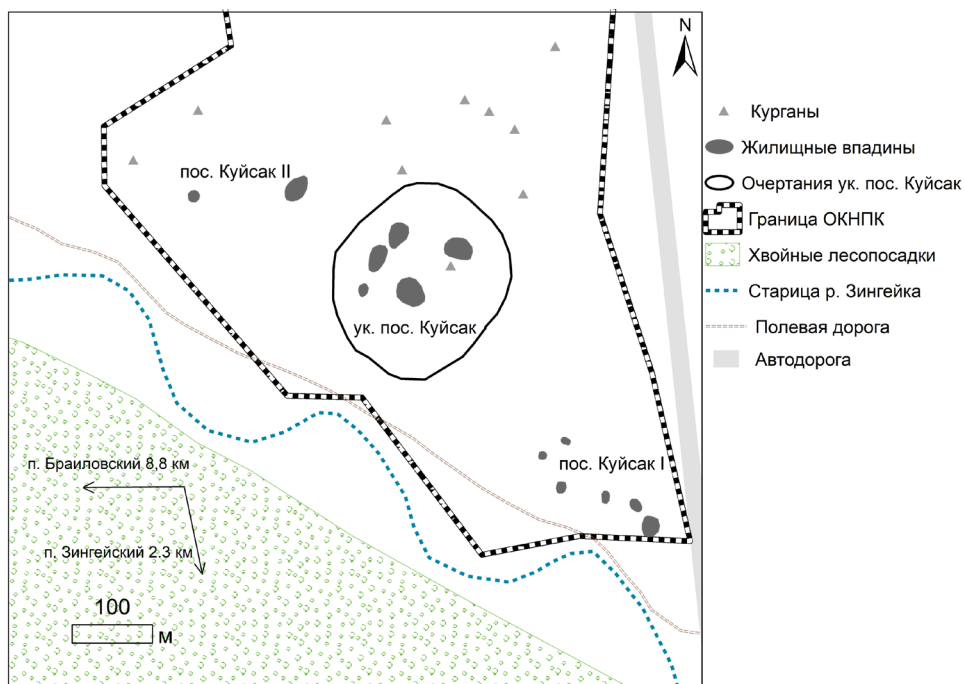 N
Курганы
Жилищные впадины
Очертания ук. пос. Куйсак
Граница ОКНПК
Хвойные лесопосадки
Старица р. Зингейка
Полевая дорога
Автодорога
пос. Куйсак II
ук. пос. Куйсак
пос. Куйсак I
п. Браиловский 8,8 км
п. Зингейский 2.3 км
100
м